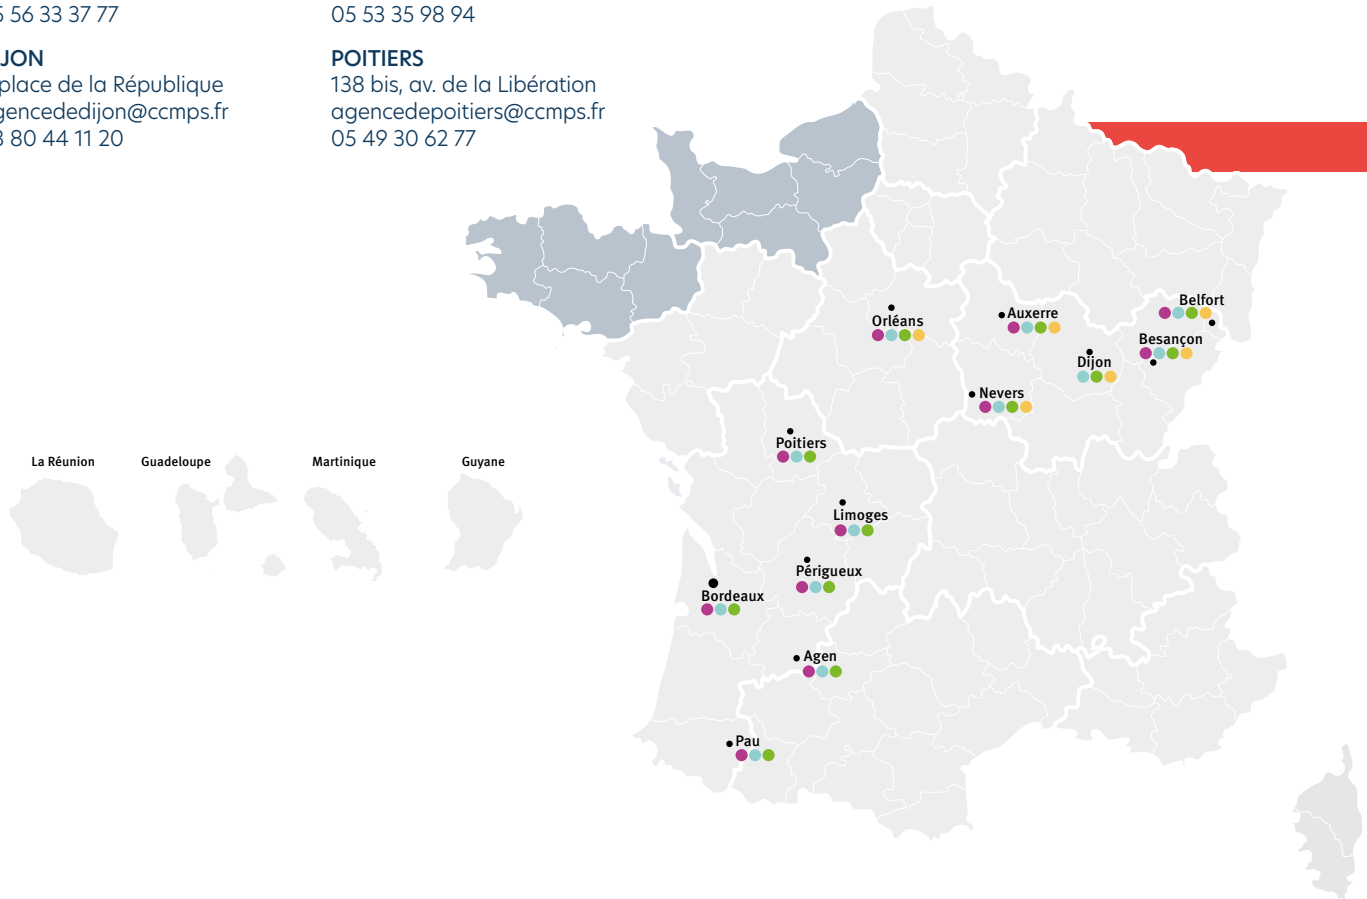 56 33 37 77
JON
place de la République
gencededijon@ccmps.fr
80 44 11 20
05 53 35 98 94
POITIERS
138 bis, av. de la Libération
agencedepoitiers@ccmps.fr
05 49 30 62 77
Belfort
Orléans
Auxerre
Besançon
Dijon
Nevers
Poitiers
La Réunion
Guadeloupe
Martinique
Guyane
Limoges
Périgueux
Bordeaux
Agen
Pau